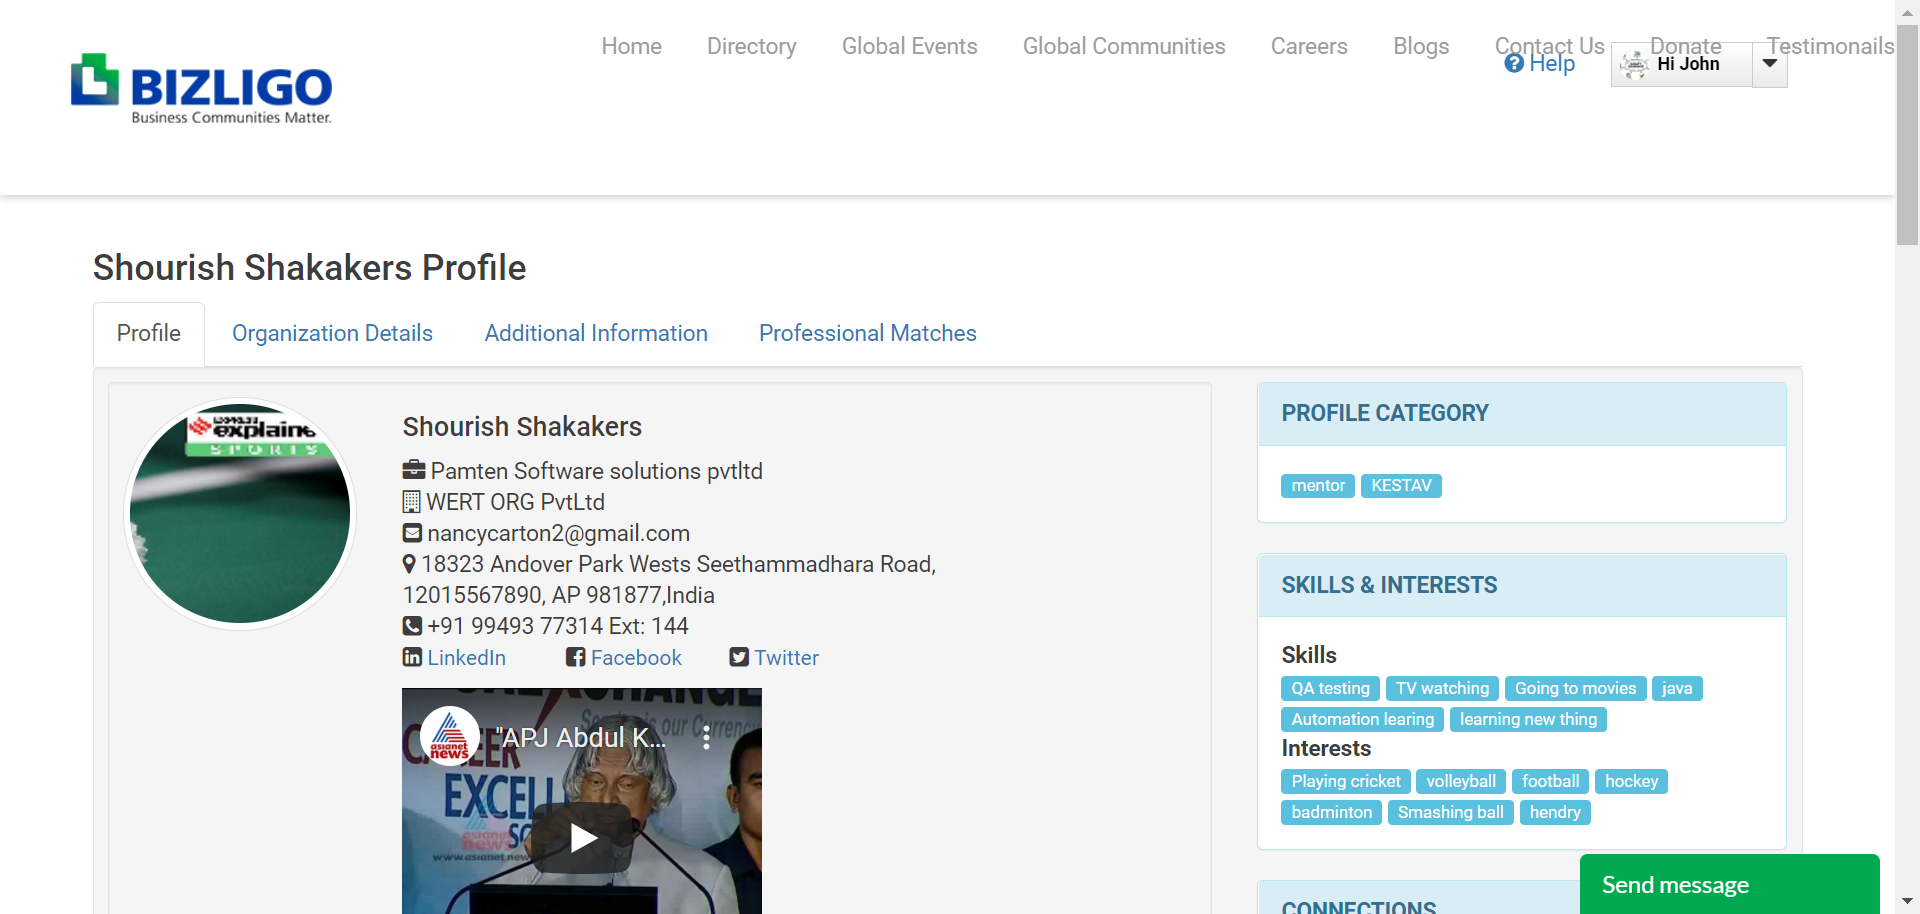 Home Directory Global Events Global Communities Careers Blogs Contact Us Donate Testimonails
Help Hi John
BIZLIGO
Business Communities Matter.
Shourish Shakakers Profile
Profile Organization Details Additional Information Professional Matches
explaine
SPORTS
Shourish Shakakers
Pamten Software solutions pvtltd
WERT ORG PvtLtd
nancycarton2@gmail.com
18323 Andover Park Wests Seethammadhara Road,
12015567890, AP 981877,India
+91 99493 77314 Ext: 144
LinkedIn Facebook Twitter
"APJ Abdul K...
asianet
news
CAREER
EXCELL
www.asianetnew
PROFILE CATEGORY
mentor KESTAV
SKILLS & INTERESTS
Skills
QA testing TV watching Going to movies java
Automation learing learning new thing
Interests
Playing cricket volleyball football hockey
badminton Smashing ball hendry
CONNECTIONS
Send message